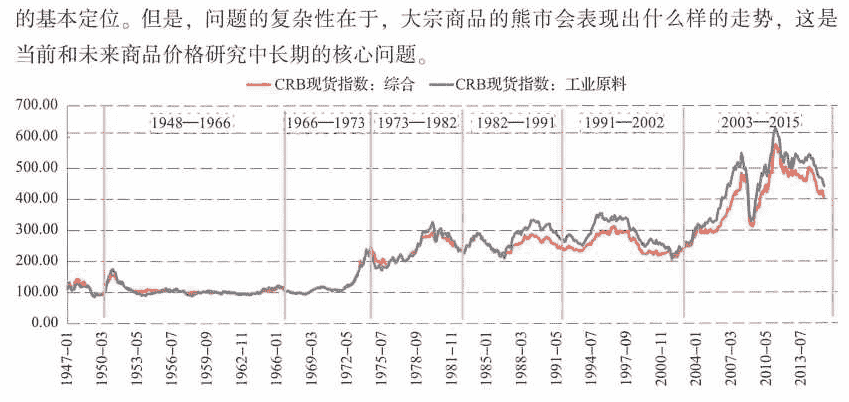 的基本定位。但是，问题的复杂性在于，大宗商品的熊市会表现出什么样的走势，这是
当前和未来商品价格研究中长期的核心问题。
CRB现货指数：综合 CRB现货指数：工业原料
700.00
600.00
500.00
400.00
300.00
200.00
100.00
0.00
1948—1966 1966—1973 1973—1982 1982—1991 1991—2002 2003—2015
1947-01 1950-03 1953-05 1956-07 1959-09 1962-11 1966-01 1969-03 1972-05 1975-07 1978-09 1981-11 1985-01 1988-03 1991-05 1994-07 1997-09 2000-12 2004-01 2007-03 2010-05 2013-07